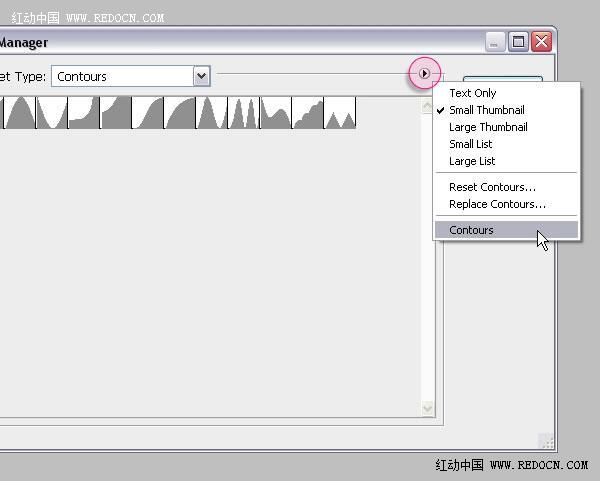 红动中国 WWW.REDOCN.COM
Manager
et Type: Contours
Text Only
Small Thumbnail
Large Thumbnail
Small List
Large List
Reset Contours...
Replace Contours...
Contours
红动中国 WWW.REDOCN.COM